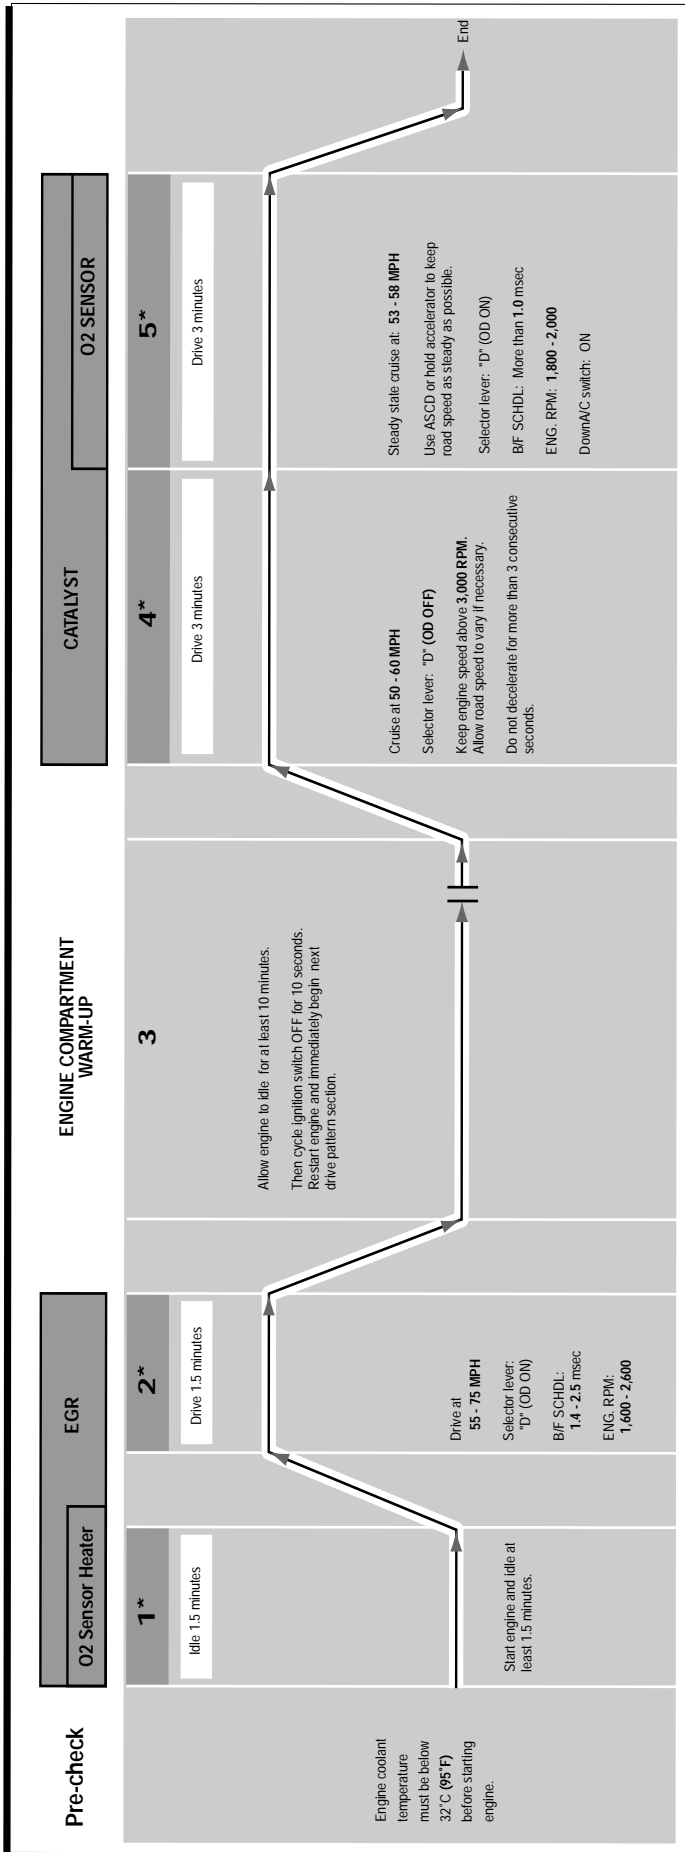 Pre-check
EGR
O2 Sensor Heater
ENGINE COMPARTMENT
WARM-UP
CATALYST
O2 SENSOR
1*
2*
3
4*
5*
Idle 1.5 minutes
Drive 1.5 minutes
Drive 3 minutes
Drive 3 minutes
Engine coolant
temperature
must be below
32˚C (95˚F)
before starting
engine.
Start engine and idle at
least 1.5 minutes.
Drive at
55 - 75 MPH
Selector lever:
"D" (OD ON)
B/F SCHDL:
1.4 - 2.5 msec
ENG. RPM:
1,600 - 2,600
Allow engine to idle for at least 10 minutes.
Then cycle ignition switch OFF for 10 seconds.
Restart engine and immediately begin next
drive pattern section.
Cruise at 50 - 60 MPH
Selector lever: "D" (OD OFF)
Keep engine speed above 3,000 RPM.
Allow road speed to vary if necessary.
Do not decelerate for more than 3 consecutive
seconds.
Steady state cruise at: 53 - 58 MPH
Use ASCD or hold accelerator to keep
road speed as steady as possible.
Selector lever: "D" (OD ON)
B/F SCHDL: More than 1.0 msec
ENG. RPM: 1,800 - 2,000
DownA/C switch: ON
End